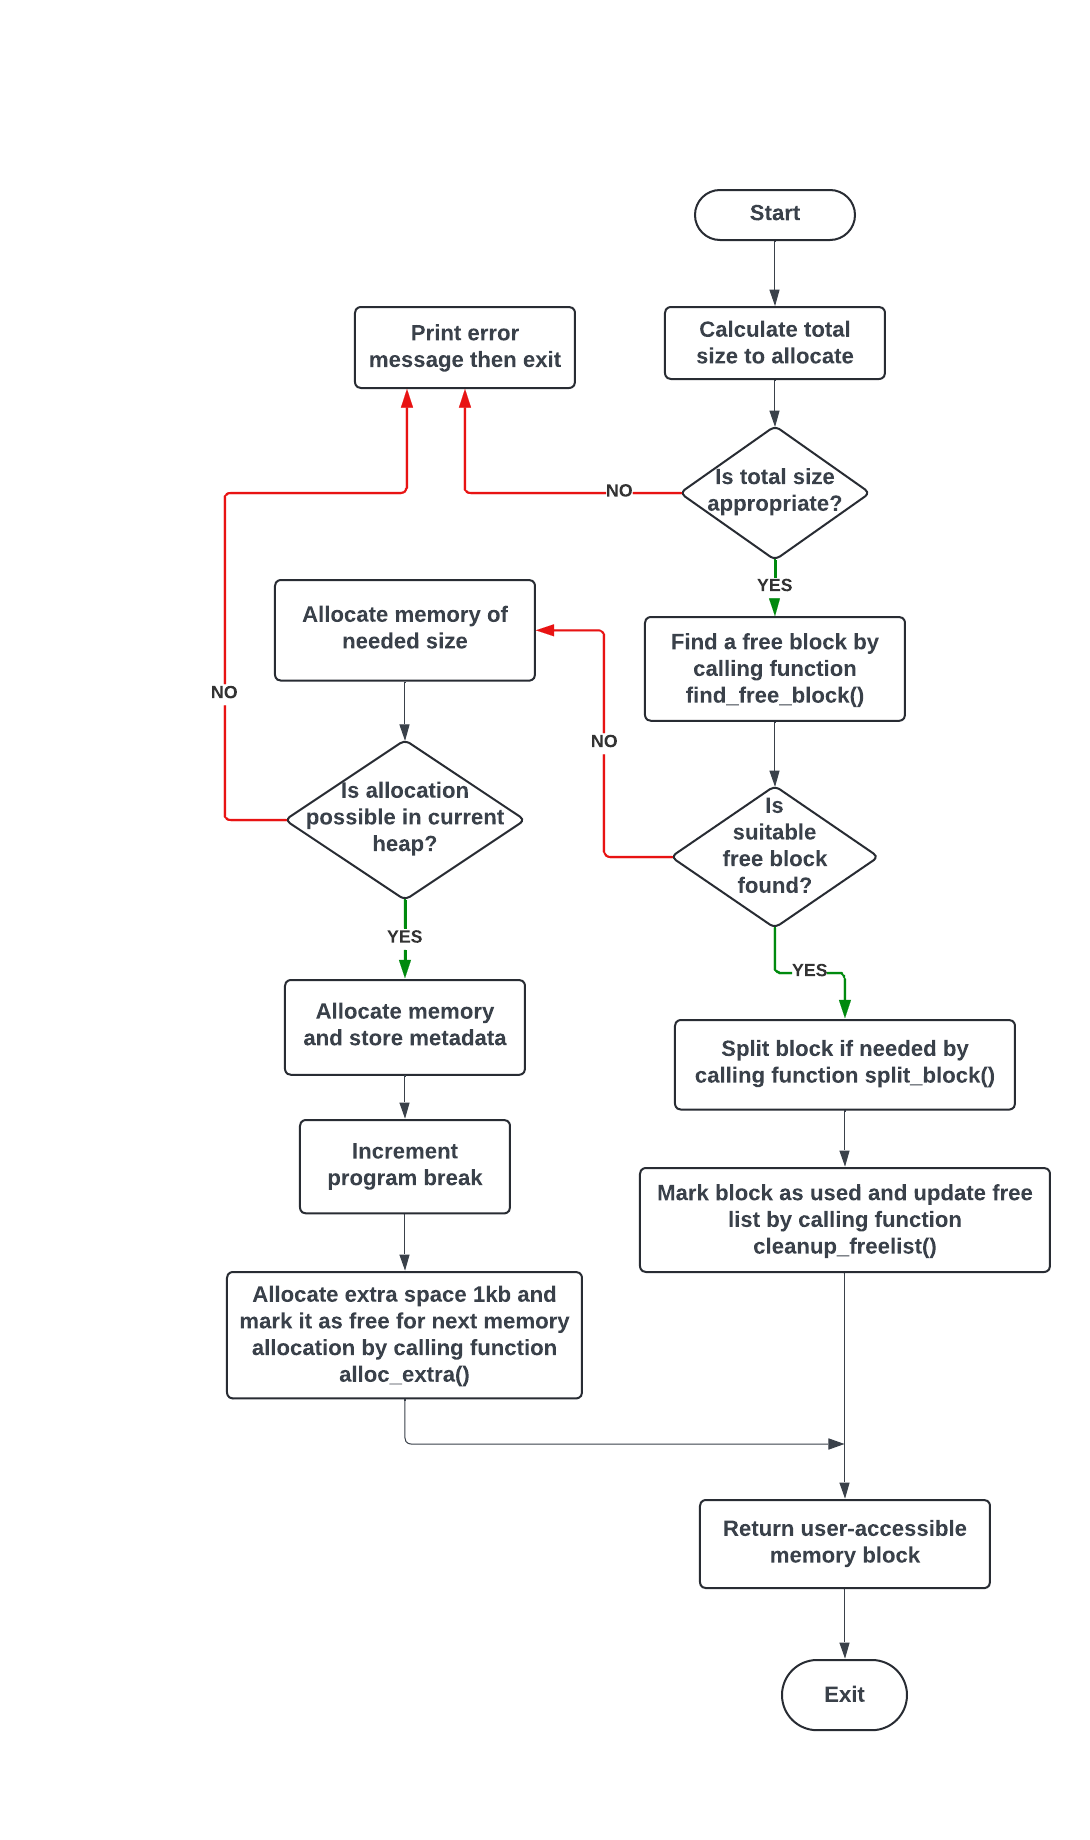 Start
Calculate total
size to allocate
Print error
message then exit
Is total size
appropriate?
NO
YES
Find a free block by
calling function
find_free_block()
Allocate memory of
needed size
NO
NO
Is
suitable
free block
found?
Is allocation
possible in current
heap?
YES
YES
Allocate memory
and store metadata
Split block if needed by
calling function split_block()
Increment
program break
Mark block as used and update free
list by calling function
cleanup_freelist()
Allocate extra space 1kb and
mark it as free for next memory
allocation by calling function
alloc_extra()
Return user-accessible
memory block
Exit